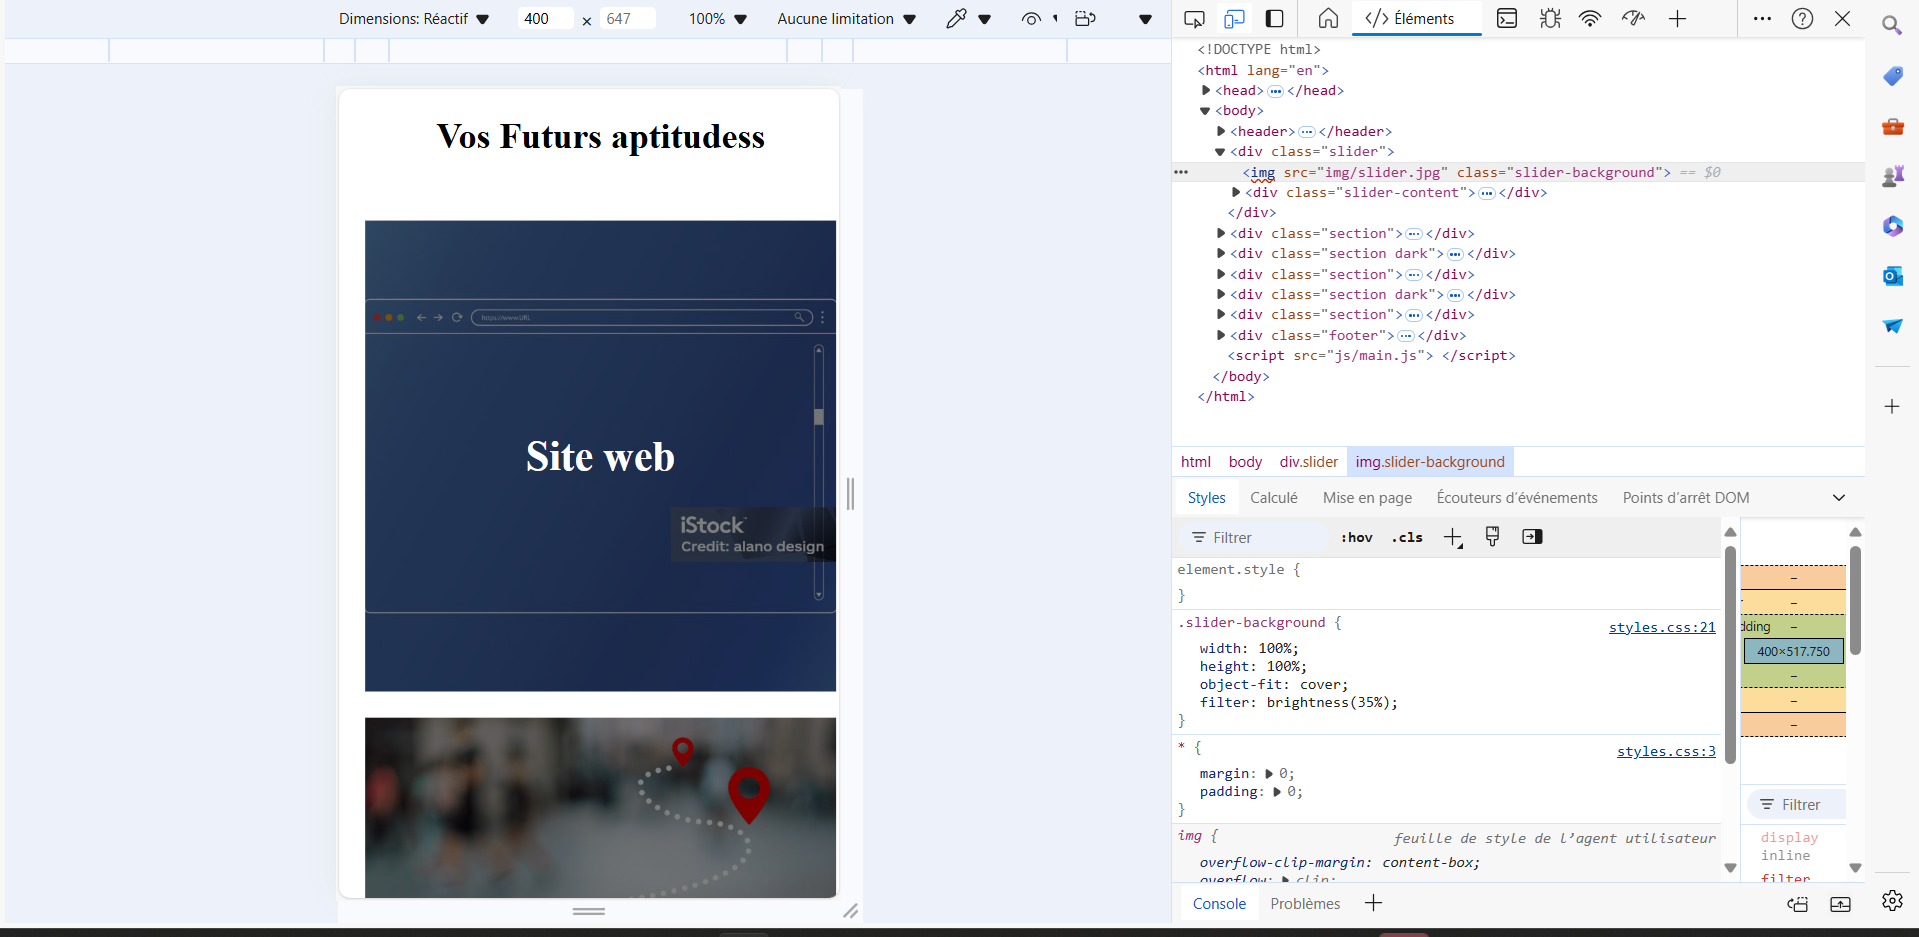 Dimensions: Réactif 400 × 647 100% Aucune limitation
Éléments
Vos Futurs aptitudess
https://www.URL
Site web
iStock
Credit: alano design
<!DOCTYPE html>
<html lang="en">
<head> ••• </head>
<body>
<header> ••• </header>
<div class="slider">
••• <img src="img/slider.jpg" class="slider-background"> == $0
<div class="slider-content"> ••• </div>
</div>
<div class="section"> ••• </div>
<div class="section dark"> ••• </div>
<div class="section"> ••• </div>
<div class="section dark"> ••• </div>
<div class="section"> ••• </div>
<div class="footer"> ••• </div>
<script src="js/main.js"> </script>
</body>
</html>
html body div.slider img.slider-background
Styles Calculé Mise en page Écouteurs d’événements Points d’arrêt DOM
Filtrer :hov .cls
element.style {
}
.slider-background { styles.css:21
width: 100%;
height: 100%;
object-fit: cover;
filter: brightness(35%);
}
* { styles.css:3
margin: 0;
padding: 0;
}
img { feuille de style de l’agent utilisateur
overflow-clip-margin: content-box;
overflow: clip;
–
–
dding –
400×517.750
–
–
–
Filtrer
display
inline
filter
Console Problèmes